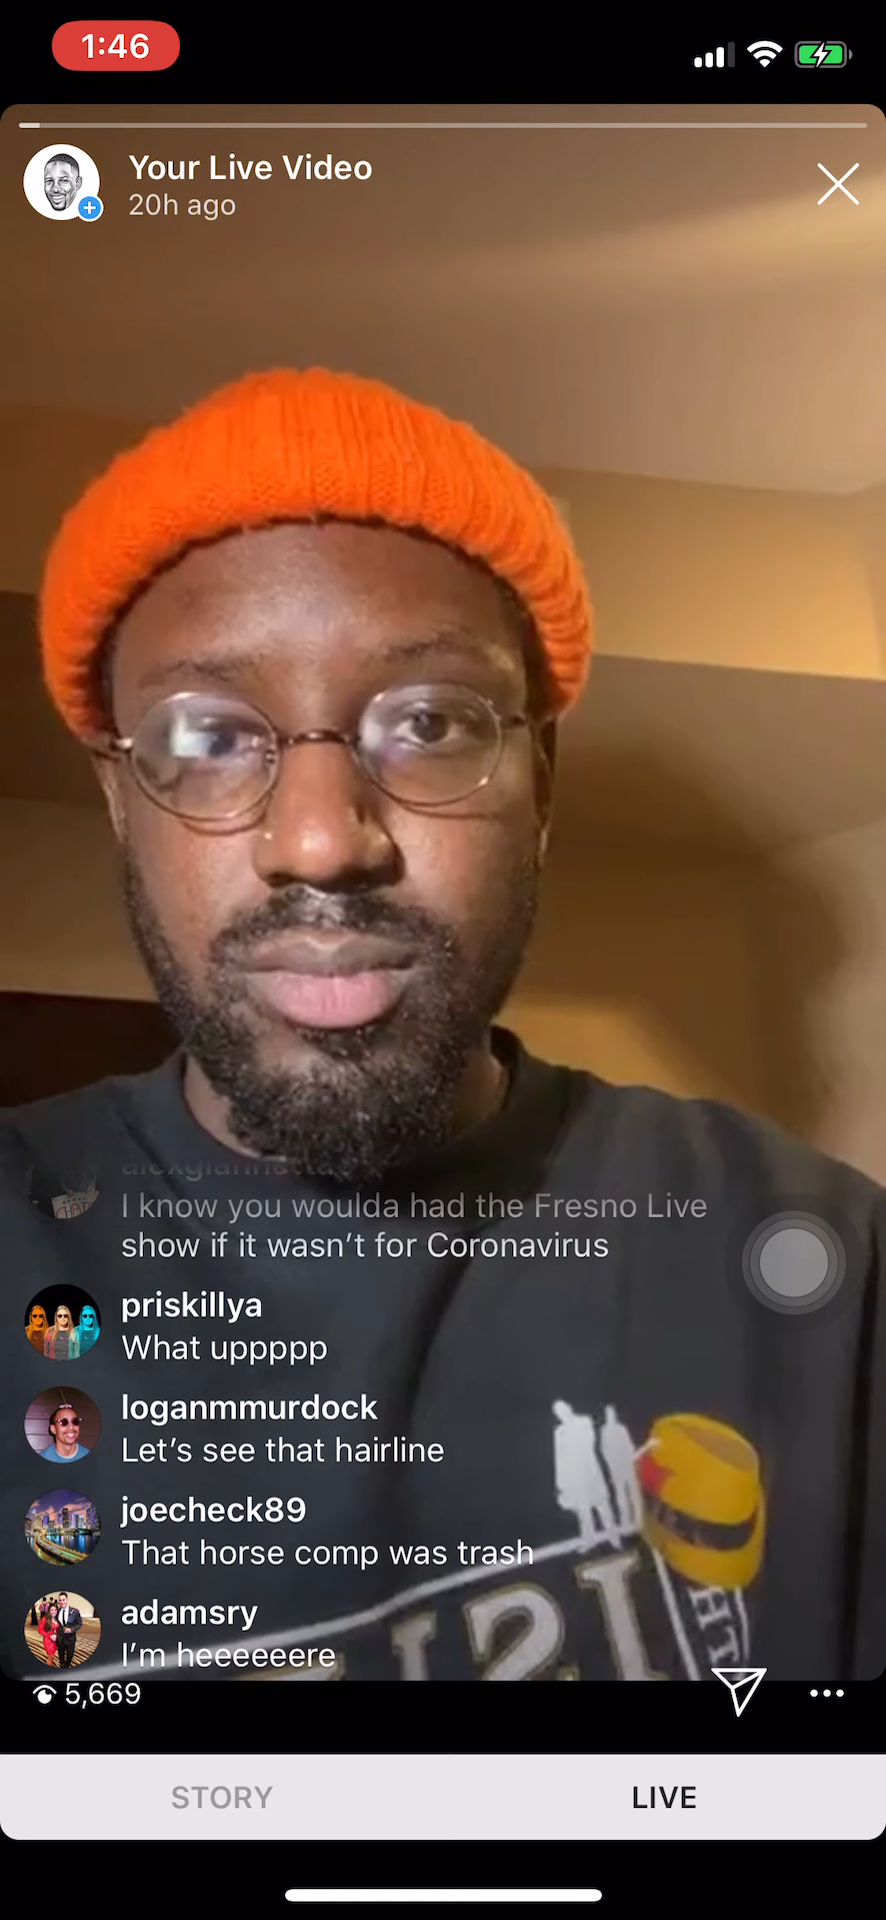 1:46
Your Live Video
20h ago
alexgiannetta
I know you woulda had the Fresno Live
show if it wasn’t for Coronavirus
priskillya
What uppppp
loganmmurdock
Let’s see that hairline
joecheck89
That horse comp was trash
adamsry
I’m heeeeeere
5,669
STORY
LIVE